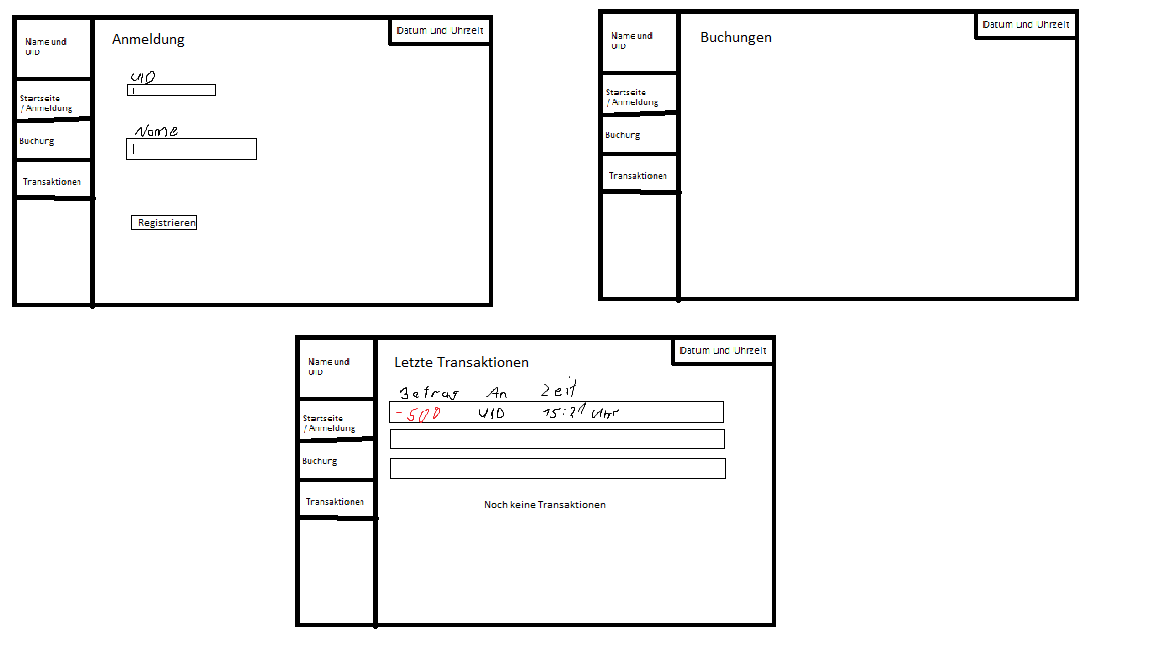 Name und
UID
Startseite
/ Anmeldung
Buchung
Transaktionen
Anmeldung
Datum und Uhrzeit
UID
Name
Registrieren
Name und
UID
Startseite
/ Anmeldung
Buchung
Transaktionen
Buchungen
Datum und Uhrzeit
Name und
UID
Startseite
/ Anmeldung
Buchung
Transaktionen
Letzte Transaktionen
Datum und Uhrzeit
Betrag An Zeit
-500 UID 15:21 Uhr
Noch keine Transaktionen